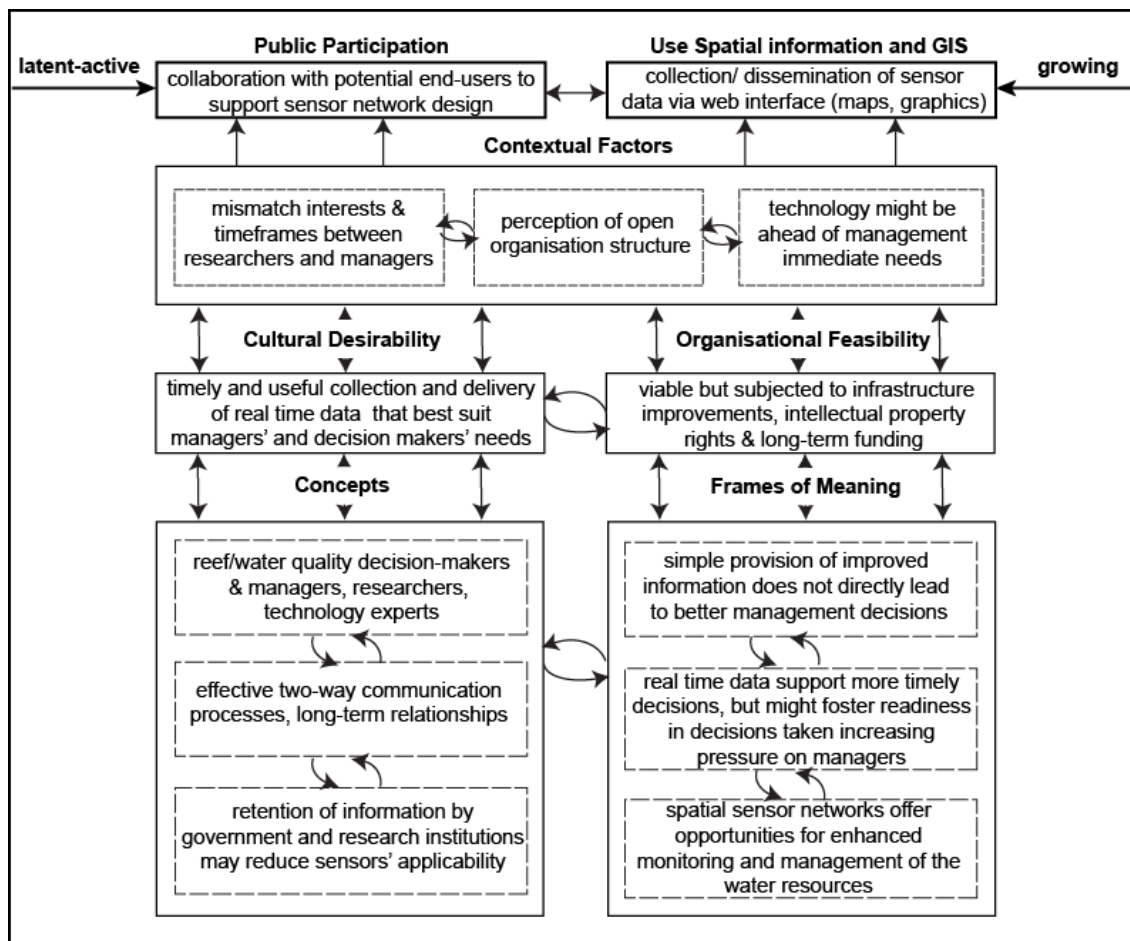 Public Participation
Use Spatial information and GIS
latent-active
growing
collaboration with potential end-users to
support sensor network design
collection/ dissemination of sensor
data via web interface (maps, graphics)
Contextual Factors
mismatch interests &
timeframes between
researchers and managers
perception of open
organisation structure
technology might be
ahead of management
immediate needs
Cultural Desirability
Organisational Feasibility
timely and useful collection and delivery
of real time data that best suit
managers' and decision makers' needs
viable but subjected to infrastructure
improvements, intellectual property
rights & long-term funding
Concepts
Frames of Meaning
reef/water quality decision-makers
& managers, researchers,
technology experts
effective two-way communication
processes, long-term relationships
retention of information by
government and research institutions
may reduce sensors' applicability
simple provision of improved
information does not directly lead
to better management decisions
real time data support more timely
decisions, but might foster readiness
in decisions taken increasing
pressure on managers
spatial sensor networks offer
opportunities for enhanced
monitoring and management of the
water resources